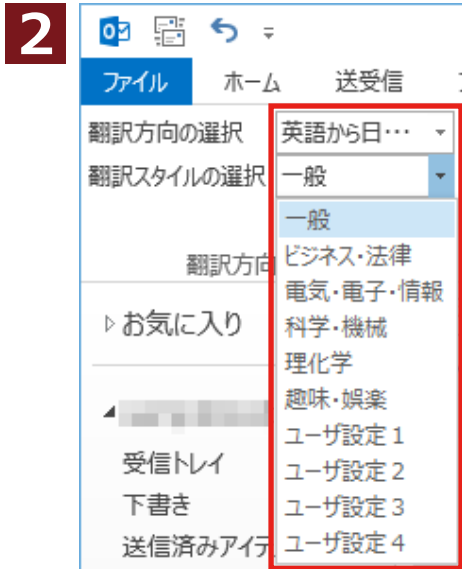 2
ファイル ホーム 送受信
翻訳方向の選択 英語から日…
翻訳スタイルの選択 一般
一般
翻訳方向 ビジネス・法律
電気・電子・情報
お気に入り 科学・機械
理化学
趣味・娯楽
ユーザ設定1
受信トレイ ユーザ設定2
下書き ユーザ設定3
送信済みアイテ ユーザ設定4